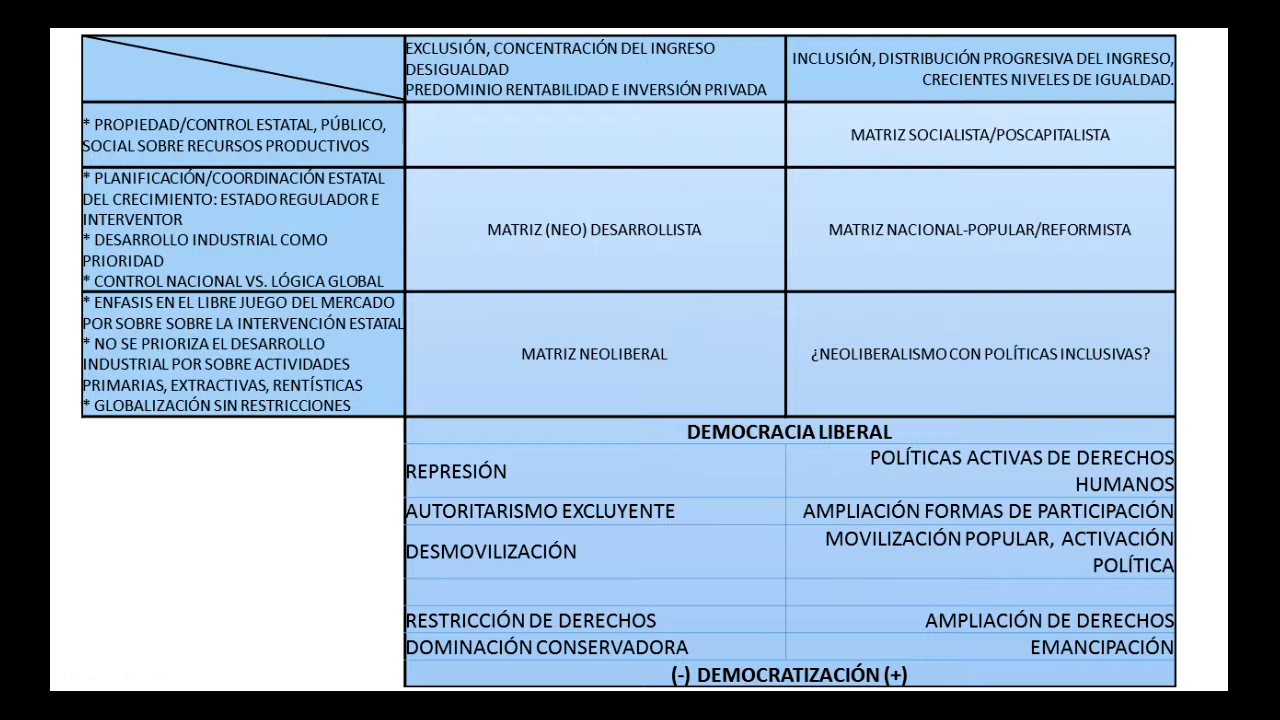 EXCLUSIÓN, CONCENTRACIÓN DEL INGRESO
DESIGUALDAD
PREDOMINIO RENTABILIDAD E INVERSIÓN PRIVADA
INCLUSIÓN, DISTRIBUCIÓN PROGRESIVA DEL INGRESO,
CRECIENTES NIVELES DE IGUALDAD.
* PROPIEDAD/CONTROL ESTATAL, PÚBLICO,
SOCIAL SOBRE RECURSOS PRODUCTIVOS
MATRIZ SOCIALISTA/POSCAPITALISTA
* PLANIFICACIÓN/COORDINACIÓN ESTATAL
DEL CRECIMIENTO: ESTADO REGULADOR E
INTERVENTOR
* DESARROLLO INDUSTRIAL COMO
PRIORIDAD
* CONTROL NACIONAL VS. LÓGICA GLOBAL
MATRIZ (NEO) DESARROLLISTA
MATRIZ NACIONAL-POPULAR/REFORMISTA
* ENFASIS EN EL LIBRE JUEGO DEL MERCADO
POR SOBRE SOBRE LA INTERVENCIÓN ESTATAL
* NO SE PRIORIZA EL DESARROLLO
INDUSTRIAL POR SOBRE ACTIVIDADES
PRIMARIAS, EXTRACTIVAS, RENTÍSTICAS
* GLOBALIZACIÓN SIN RESTRICCIONES
MATRIZ NEOLIBERAL
¿NEOLIBERALISMO CON POLÍTICAS INCLUSIVAS?
DEMOCRACIA LIBERAL
REPRESIÓN
POLÍTICAS ACTIVAS DE DERECHOS
HUMANOS
AUTORITARISMO EXCLUYENTE
AMPLIACIÓN FORMAS DE PARTICIPACIÓN
DESMOVILIZACIÓN
MOVILIZACIÓN POPULAR, ACTIVACIÓN
POLÍTICA
RESTRICCIÓN DE DERECHOS
AMPLIACIÓN DE DERECHOS
DOMINACIÓN CONSERVADORA
EMANCIPACIÓN
(-) DEMOCRATIZACIÓN (+)